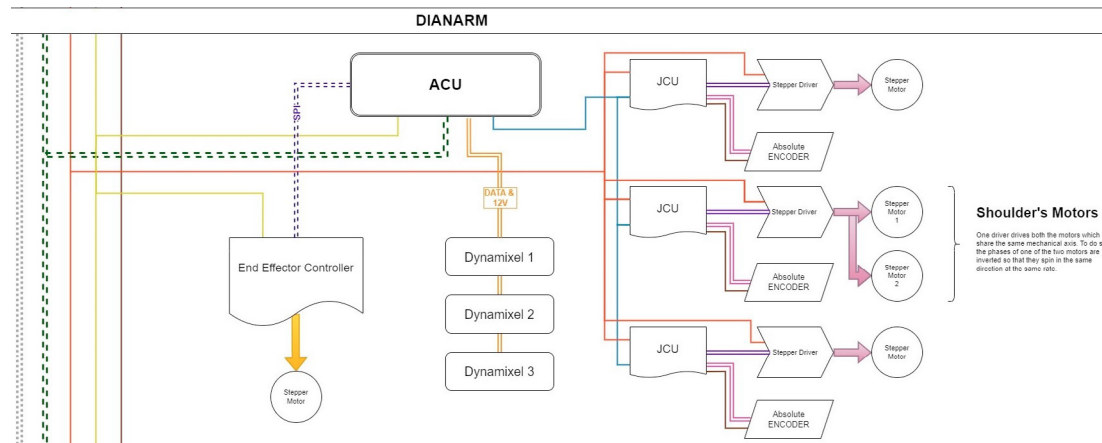 DIANARM
ACU
SPI
DATA &
12V
End Effector Controller
Stepper
Motor
Dynamixel 1
Dynamixel 2
Dynamixel 3
JCU
Stepper Driver
Stepper
Motor
Absolute
ENCODER
JCU
Stepper Driver
Stepper
Motor
1
Stepper
Motor
2
Absolute
ENCODER
Shoulder's Motors
One driver drives both the motors which
share the same mechanical axis. To do s
the phases of one of the two motors are
inverted so that they spin in the same
direction at the same rate.
JCU
Stepper Driver
Stepper
Motor
Absolute
ENCODER